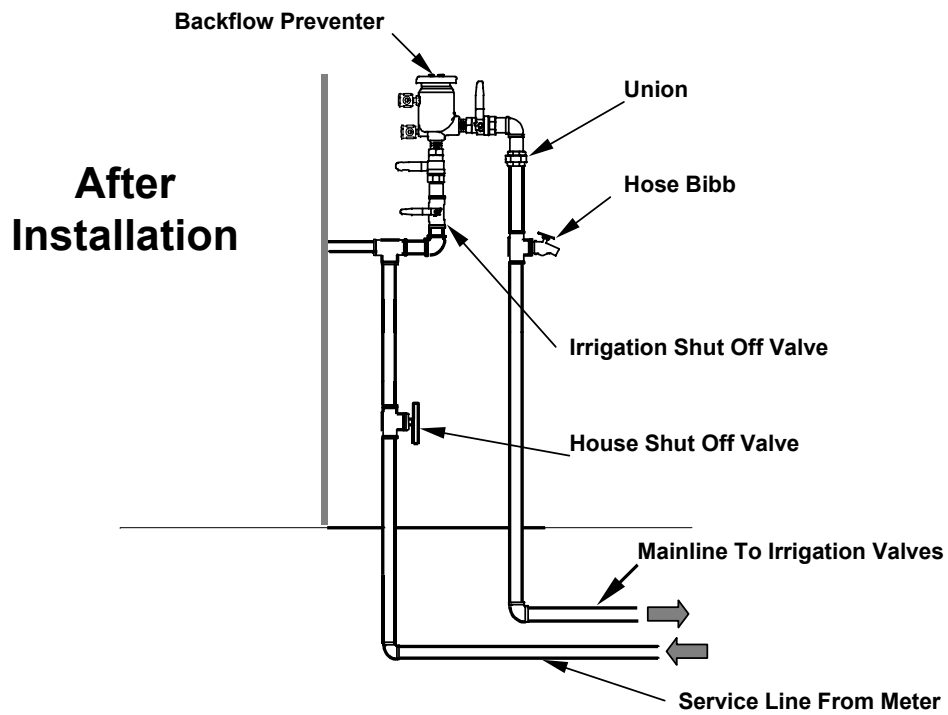 Backflow Preventer
Union
After
Installation
Hose Bibb
Irrigation Shut Off Valve
House Shut Off Valve
Mainline To Irrigation Valves
Service Line From Meter